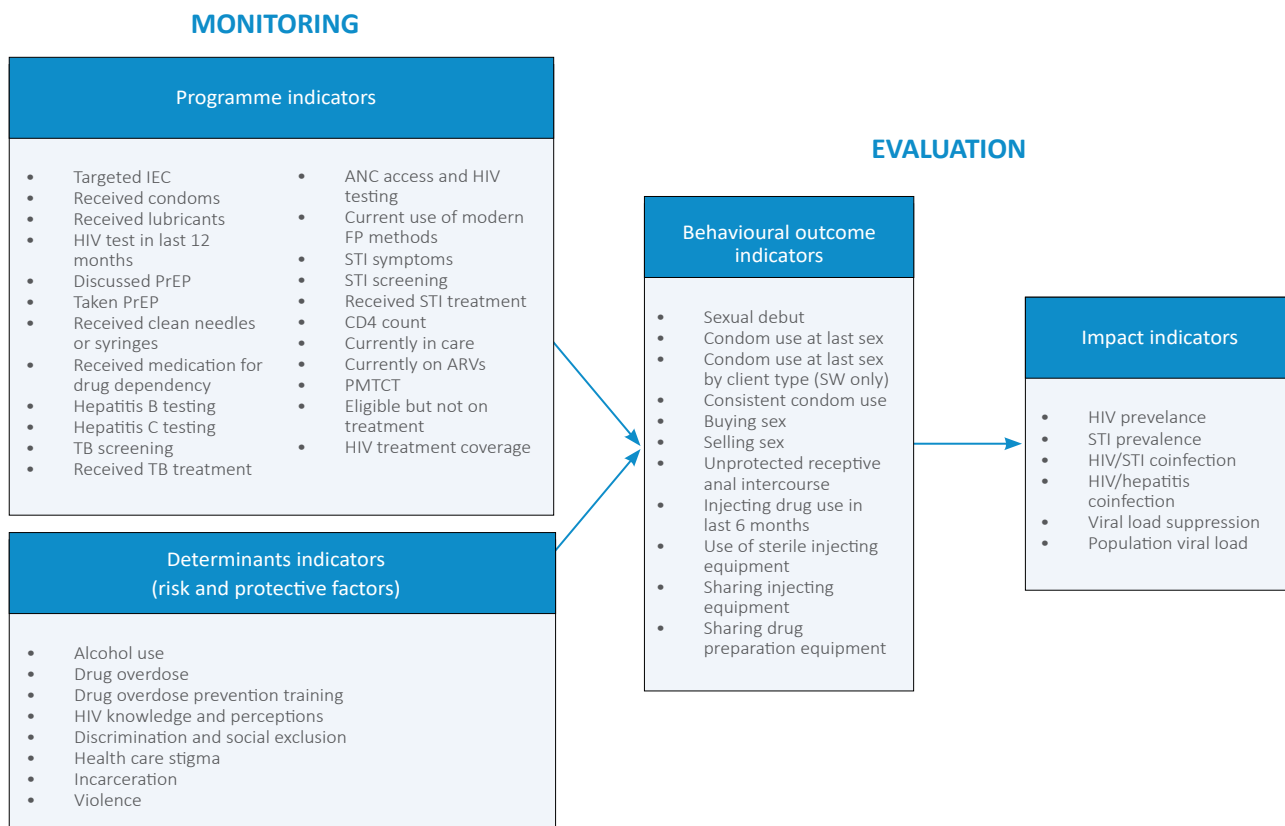 MONITORING
Programme indicators
• Targeted IEC
• Received condoms
• Received lubricants
• HIV test in last 12
months
• Discussed PrEP
• Taken PrEP
• Received clean needles
or syringes
• Received medication for
drug dependency
• Hepatitis B testing
• Hepatitis C testing
• TB screening
• Received TB treatment
• ANC access and HIV
testing
• Current use of modern
FP methods
• STI symptoms
• STI screening
• Received STI treatment
• CD4 count
• Currently in care
• Currently on ARVs
• PMTCT
• Eligible but not on
treatment
• HIV treatment coverage
Determinants indicators
(risk and protective factors)
• Alcohol use
• Drug overdose
• Drug overdose prevention training
• HIV knowledge and perceptions
• Discrimination and social exclusion
• Health care stigma
• Incarceration
• Violence
EVALUATION
Behavioural outcome
indicators
• Sexual debut
• Condom use at last sex
• Condom use at last sex
by client type (SW only)
• Consistent condom use
• Buying sex
• Selling sex
• Unprotected receptive
anal intercourse
• Injecting drug use in
last 6 months
• Use of sterile injecting
equipment
• Sharing injecting
equipment
• Sharing drug
preparation equipment
Impact indicators
• HIV prevelance
• STI prevalence
• HIV/STI coinfection
• HIV/hepatitis
coinfection
• Viral load suppression
• Population viral load